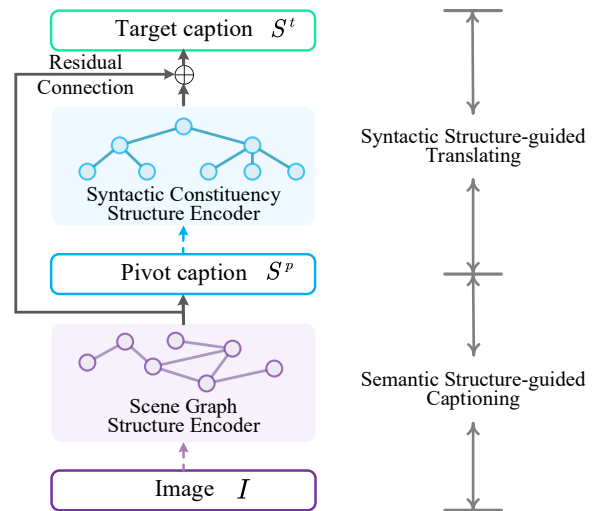 Target caption S^t
Residual
Connection
Syntactic Constituency
Structure Encoder
Syntactic Structure-guided
Translating
Pivot caption S^p
Scene Graph
Structure Encoder
Semantic Structure-guided
Captioning
Image I